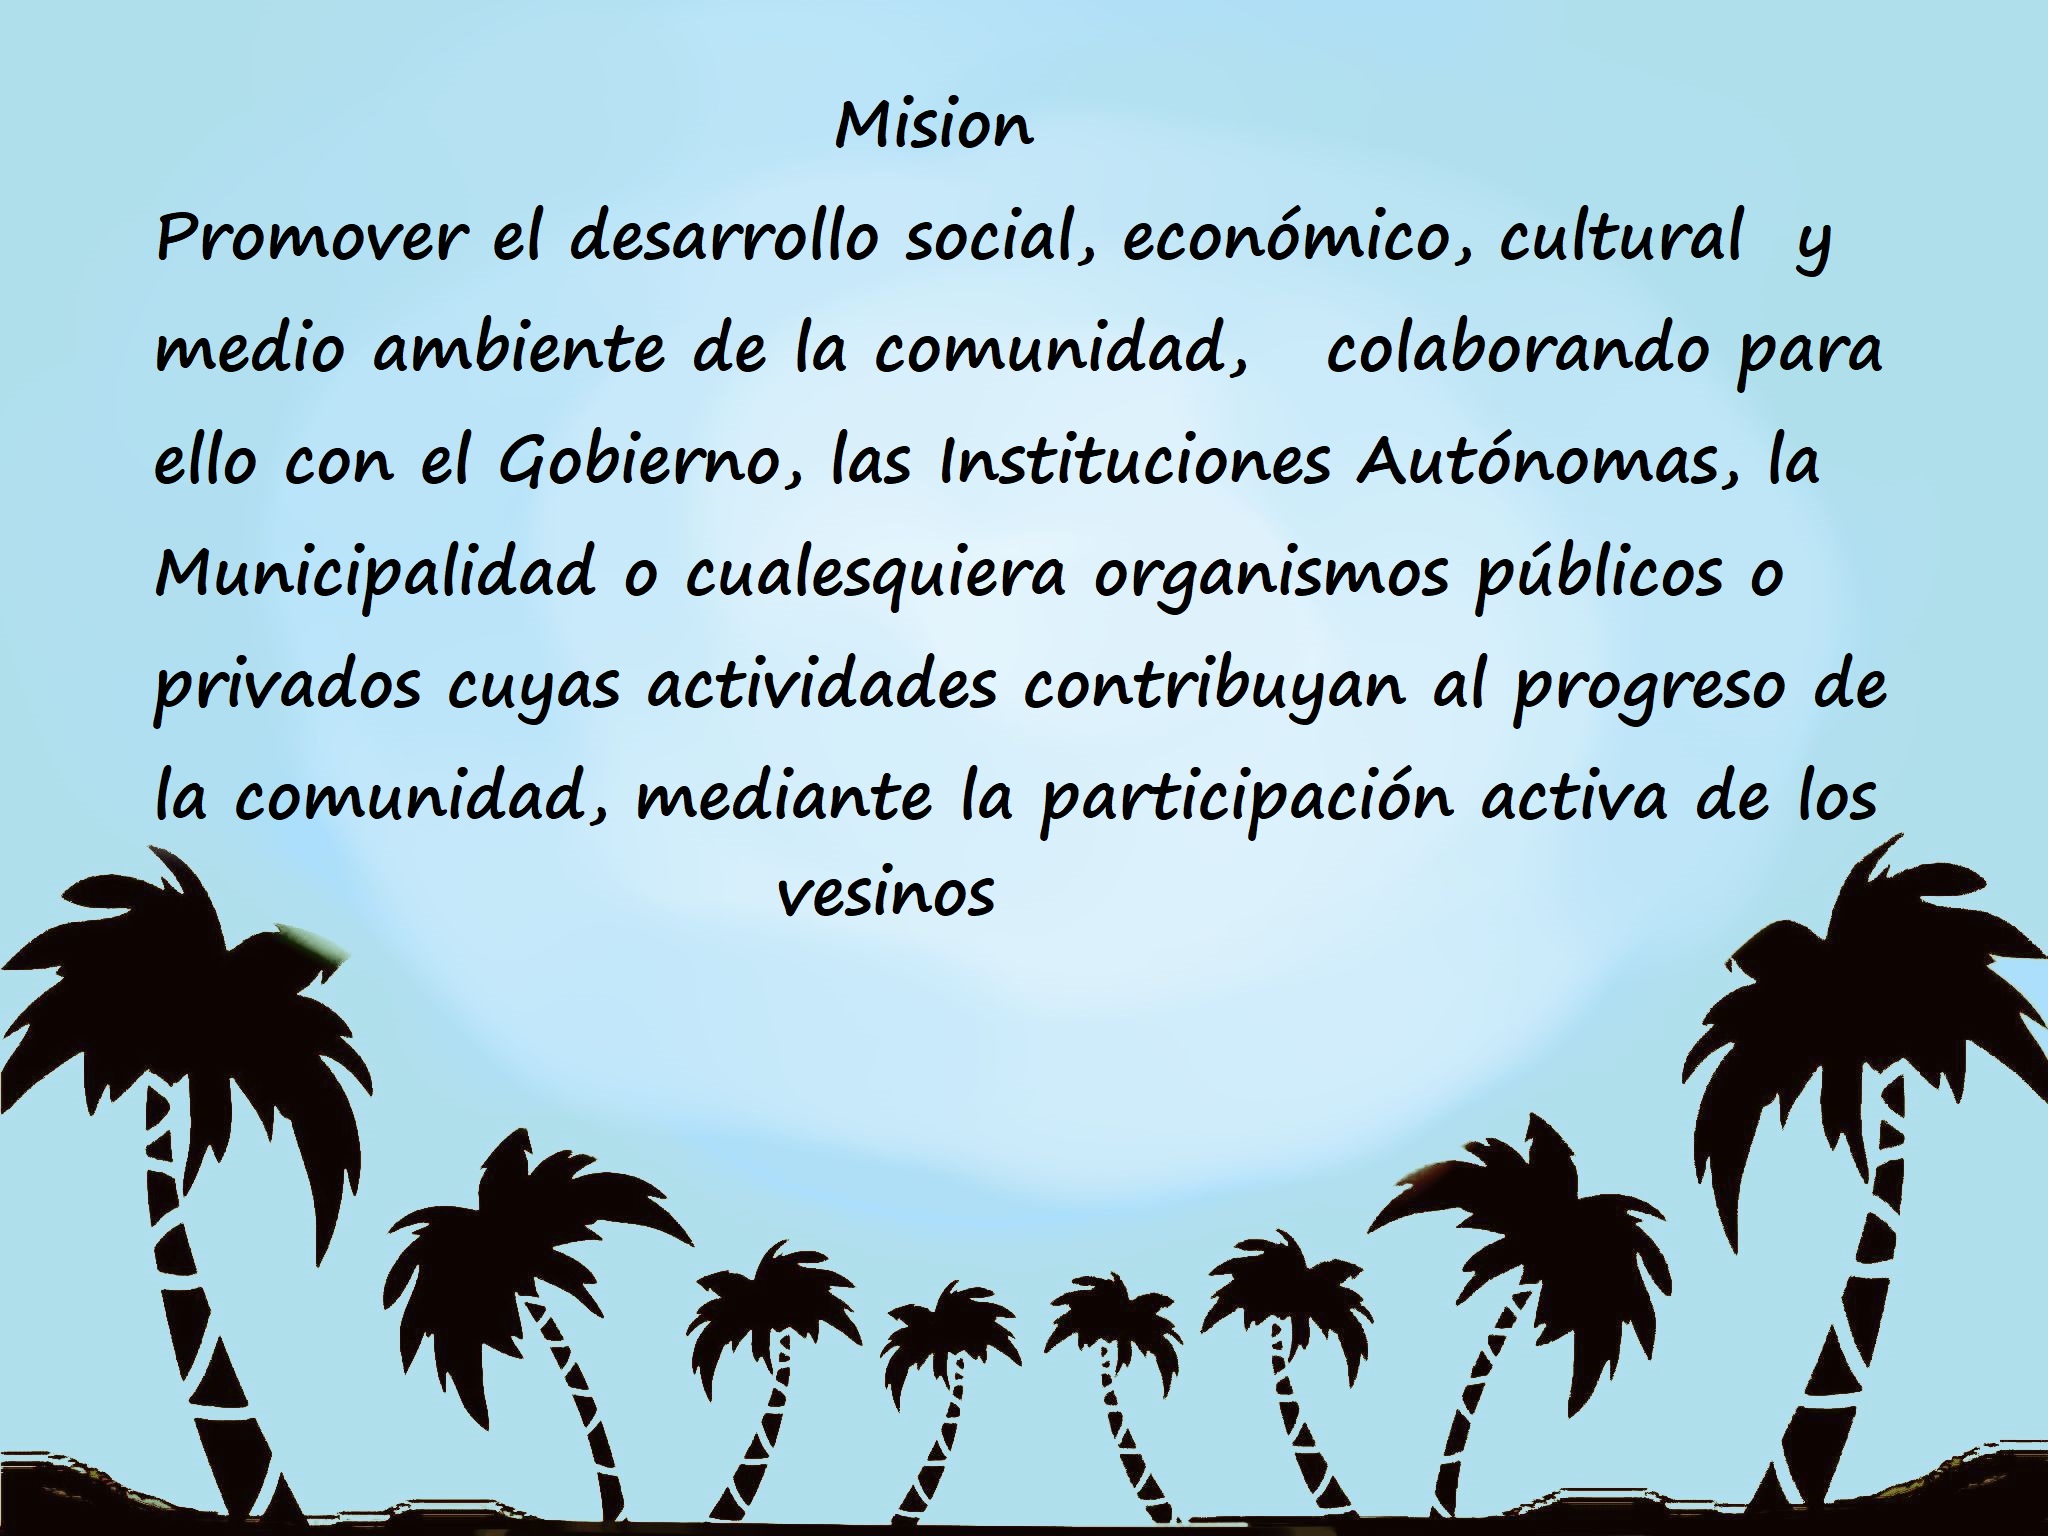 Mision
Promover el desarrollo social, económico, cultural y
medio ambiente de la comunidad, colaborando para
ello con el Gobierno, las Instituciones Autónomas, la
Municipalidad o cualesquiera organismos públicos o
privados cuyas actividades contribuyan al progreso de
la comunidad, mediante la participación activa de los
vesinos